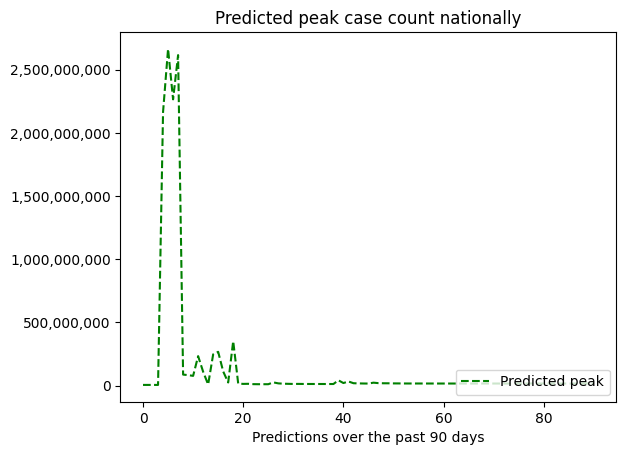 Predicted peak case count nationally
2,500,000,000
2,000,000,000
1,500,000,000
1,000,000,000
500,000,000
0
Predicted peak
0 20 40 60 80
Predictions over the past 90 days